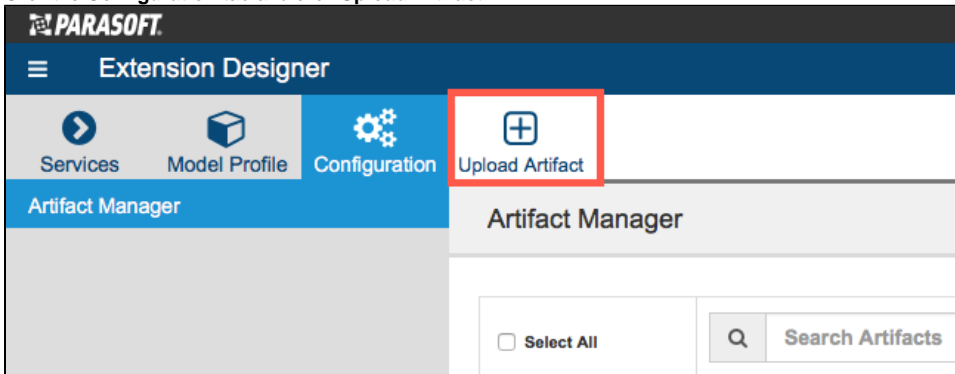 PARASOFT.
Extension Designer
Services Model Profile Configuration Upload Artifact
Artifact Manager
Artifact Manager
Select All
Search Artifacts